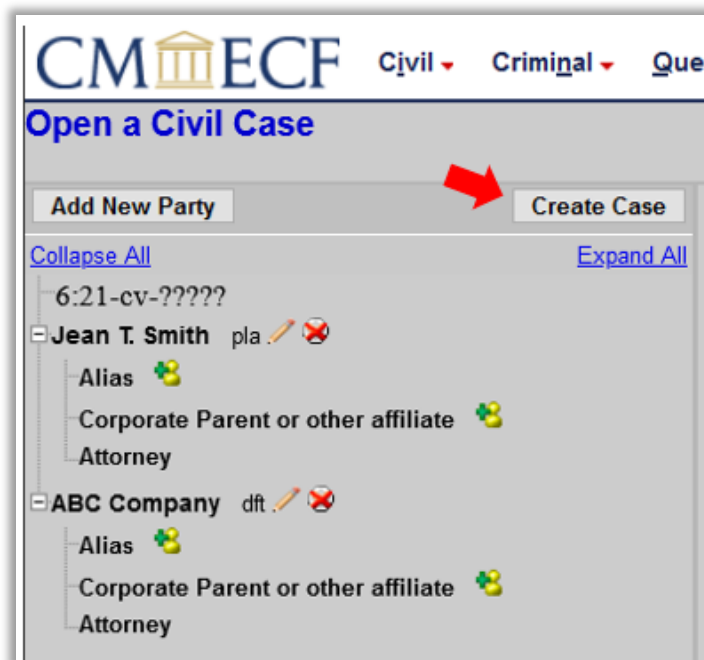 CM ECF Civil Criminal Que
Open a Civil Case
Add New Party Create Case
Collapse All Expand All
6:21-cv-?????
Jean T. Smith pla
Alias
Corporate Parent or other affiliate
Attorney
ABC Company dft
Alias
Corporate Parent or other affiliate
Attorney